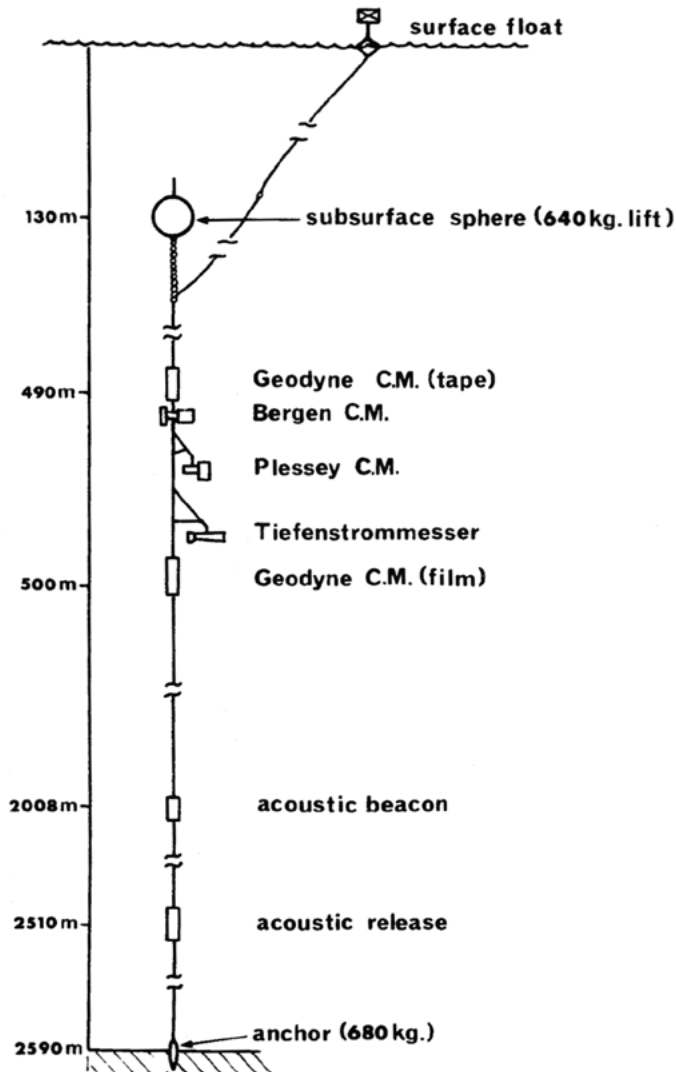 surface float
130m
subsurface sphere (640kg. lift)
Geodyne C.M. (tape)
490m
Bergen C.M.
Plessey C.M.
Tiefenstrommesser
500m
Geodyne C.M. (film)
2008m
acoustic beacon
2510m
acoustic release
anchor (680kg.)
2590m